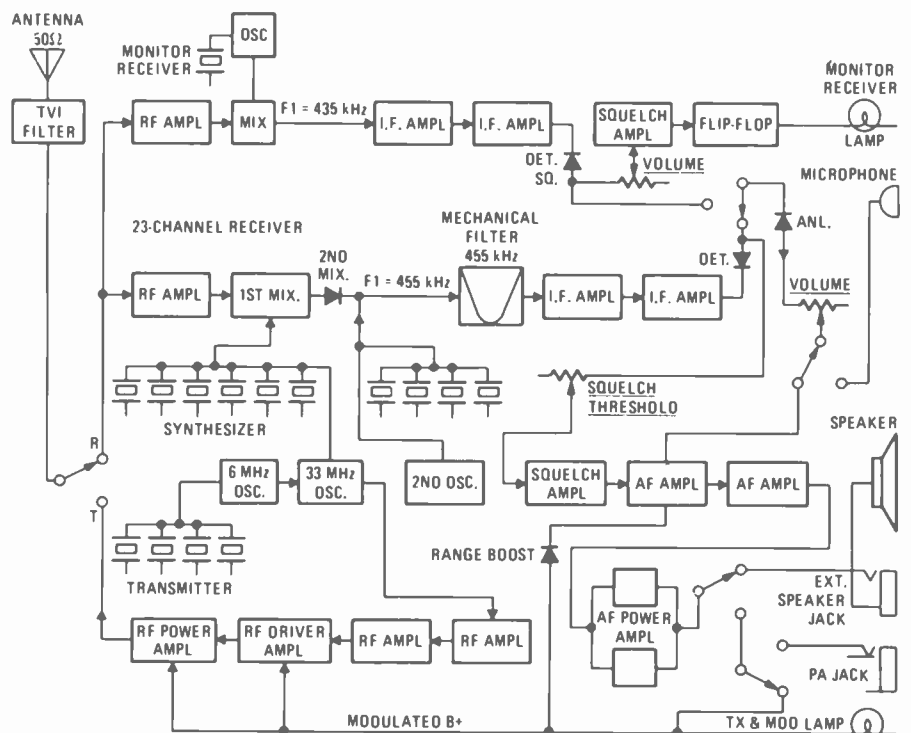 ANTENNA
50Ω
TVI
FILTER
MONITOR
RECEIVER
OSC
RF AMPL
MIX
F1 = 435 kHz
I.F. AMPL
I.F. AMPL
DET.
SQ.
SQUELCH
AMPL
VOLUME
FLIP-FLOP
MONITOR
RECEIVER
LAMP
MICROPHONE
23-CHANNEL RECEIVER
RF AMPL
1ST MIX.
2NO
MIX.
F1 = 455 kHz
MECHANICAL
FILTER
455 kHz
I.F. AMPL
I.F. AMPL
DET.
ANL.
VOLUME
SYNTHESIZER
SQUELCH
THRESHOLD
R
T
6 MHz
OSC.
33 MHz
OSC.
2NO OSC.
SQUELCH
AMPL
AF AMPL
AF AMPL
SPEAKER
TRANSMITTER
RANGE BOOST
AF POWER
AMPL
EXT.
SPEAKER
JACK
RF POWER
AMPL
RF DRIVER
AMPL
RF AMPL
RF AMPL
PA JACK
MODULATED B+
TX & MOD LAMP